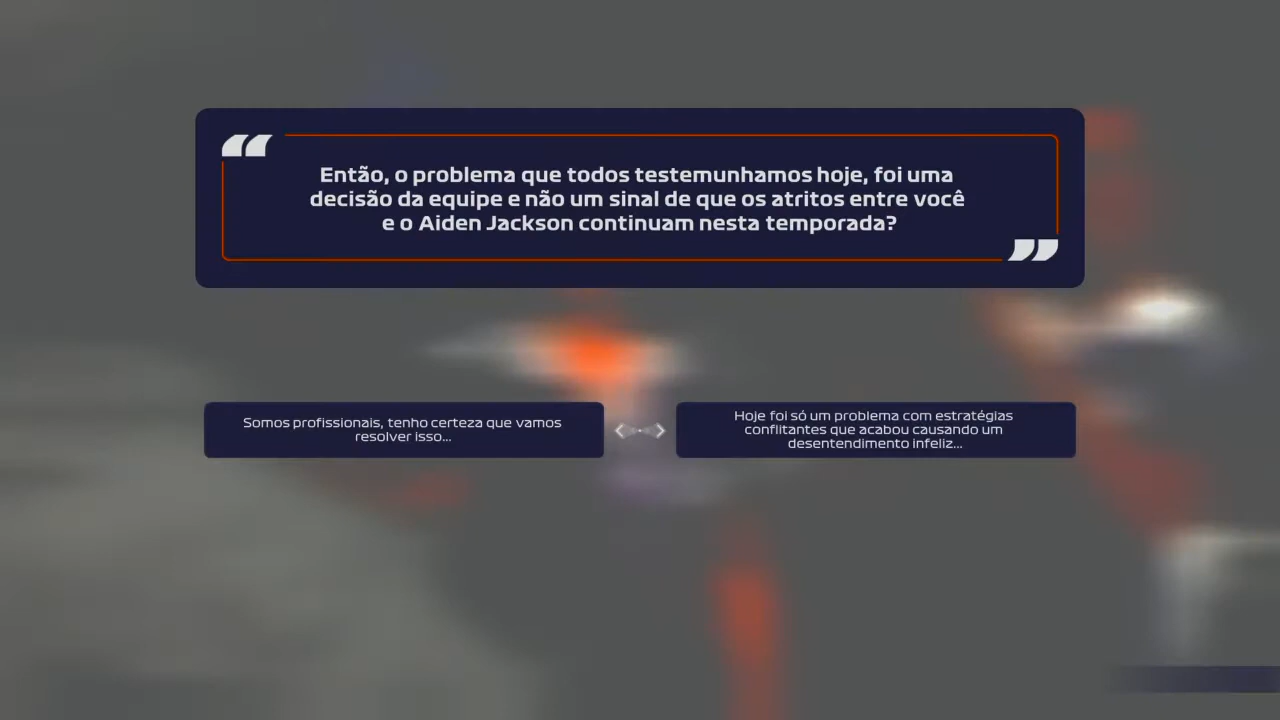 Então, o problema que todos testemunhamos hoje, foi uma
decisão da equipe e não um sinal de que os atritos entre você
e o Aiden Jackson continuam nesta temporada?
Somos profissionais, tenho certeza que vamos
resolver isso...
Hoje foi só um problema com estratégias
conflitantes que acabou causando um
desentendimento infeliz...